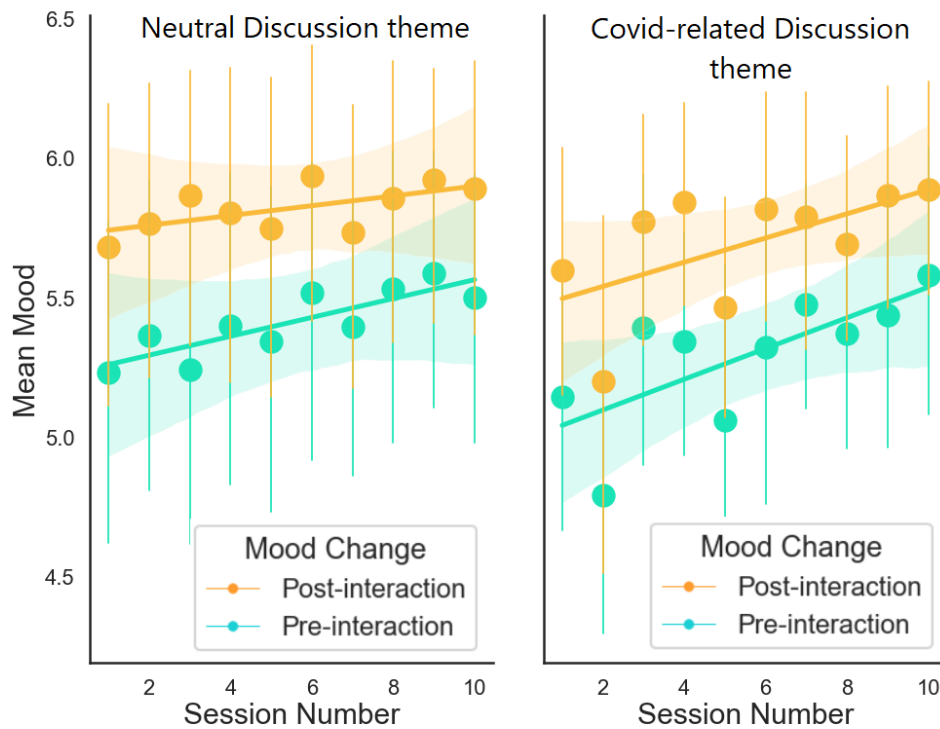 Neutral Discussion theme
Covid-related Discussion
theme
Mean Mood
6.5
6.0
5.5
5.0
4.5
Mood Change
Post-interaction
Pre-interaction
Mood Change
Post-interaction
Pre-interaction
2 4 6 8 10
Session Number
2 4 6 8 10
Session Number